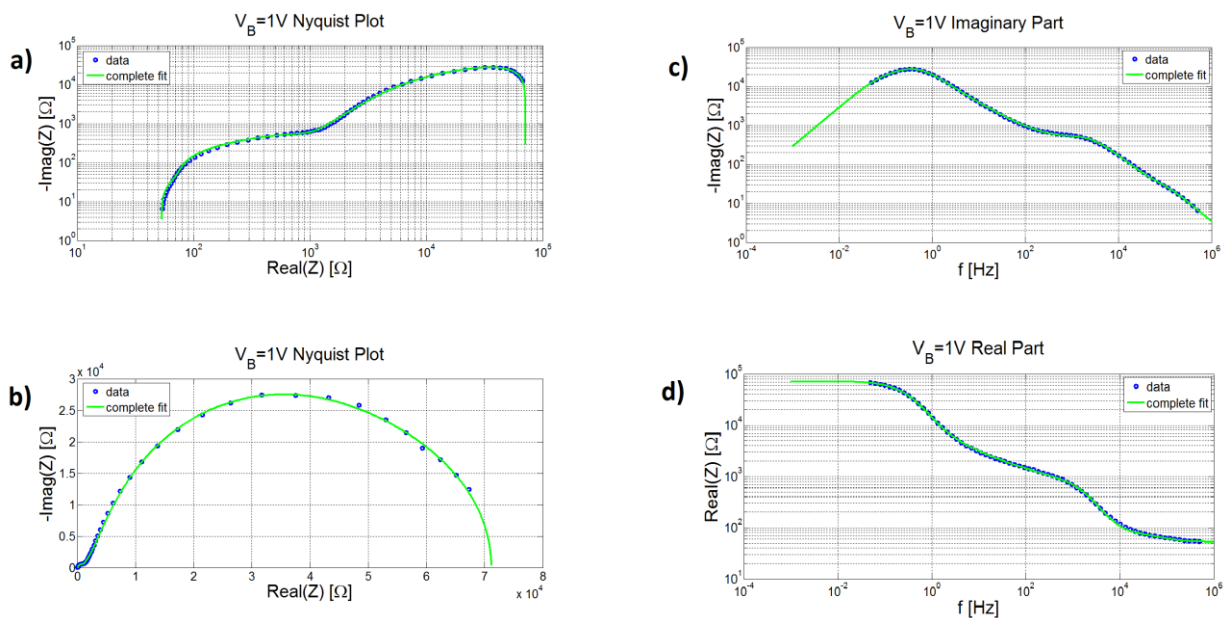 a)
V_B=1V Nyquist Plot
-Imag(Z) [Ω]
10^5
10^4
10^3
10^2
10^1
10^0
data
complete fit
10^1 10^2 10^3 10^4 10^5
Real(Z) [Ω]
c)
V_B=1V Imaginary Part
-Imag(Z) [Ω]
10^5
10^4
10^3
10^2
10^1
10^0
data
complete fit
10^-4 10^-2 10^0 10^2 10^4 10^6
f [Hz]
b)
V_B=1V Nyquist Plot
-Imag(Z) [Ω]
x 10^4
3
2.5
2
1.5
1
0.5
0
data
complete fit
0 1 2 3 4 5 6 7 8
x 10^4
Real(Z) [Ω]
d)
V_B=1V Real Part
Real(Z) [Ω]
10^5
10^4
10^3
10^2
10^1
data
complete fit
10^-4 10^-2 10^0 10^2 10^4 10^6
f [Hz]